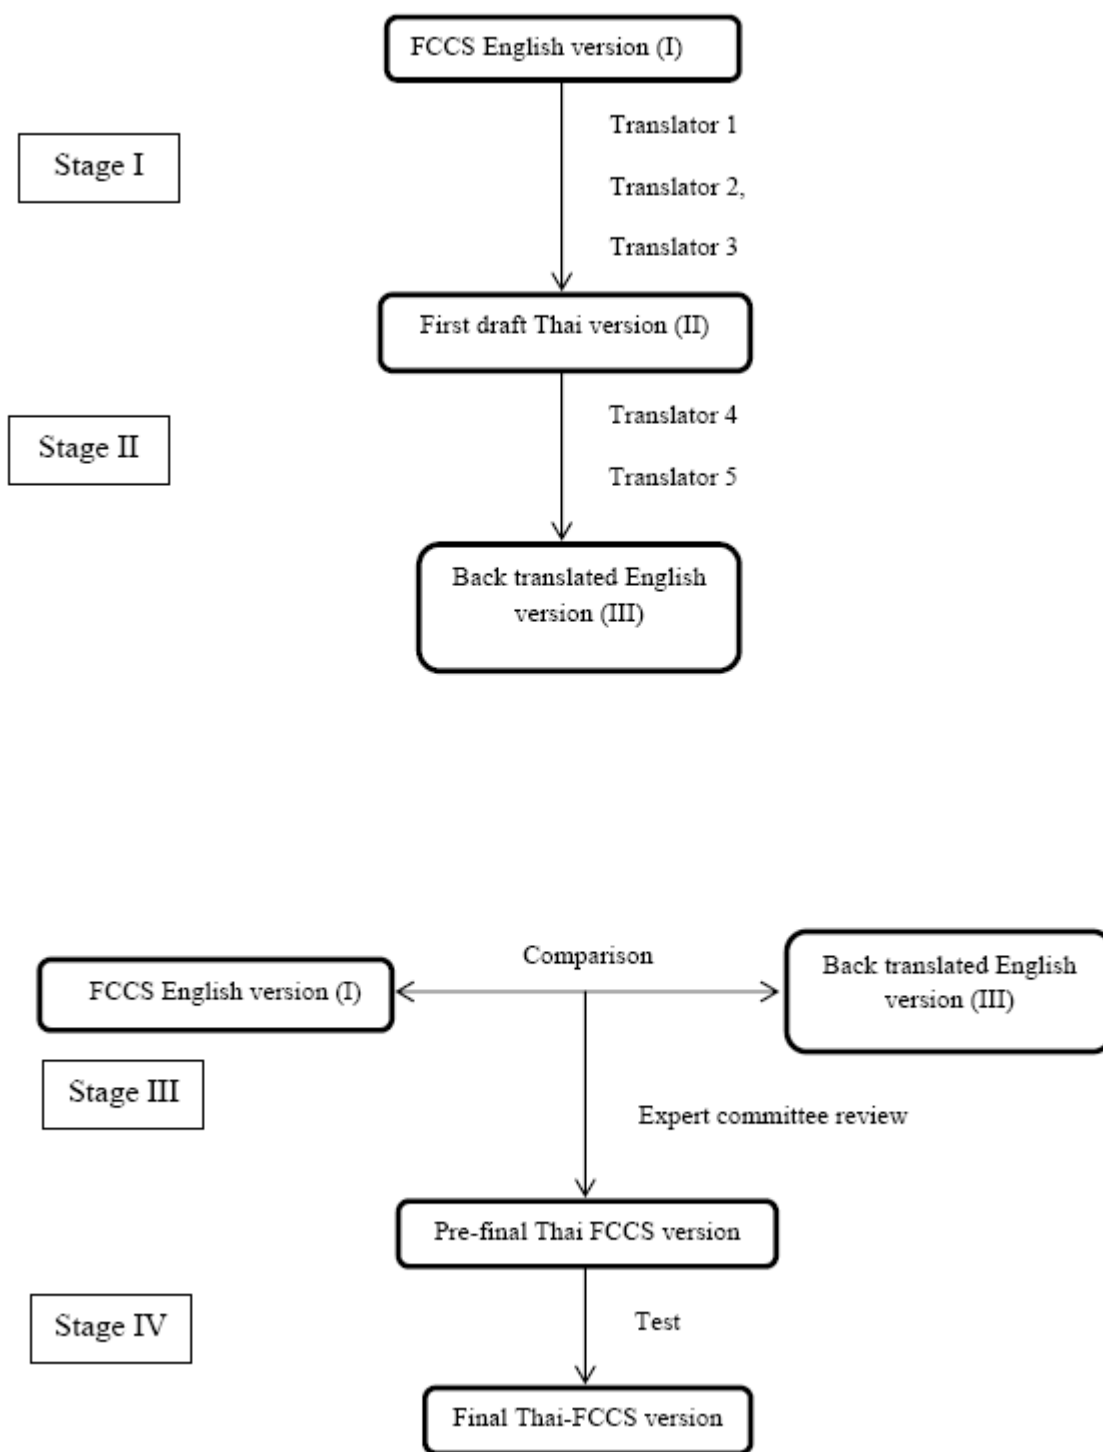 FCCS English version (I)
Translator 1
Stage I
Translator 2,
Translator 3
First draft Thai version (II)
Translator 4
Stage II
Translator 5
Back translated English
version (III)
Comparison
FCCS English version (I)
Back translated English
version (III)
Stage III
Expert committee review
Pre-final Thai FCCS version
Stage IV
Test
Final Thai-FCCS version